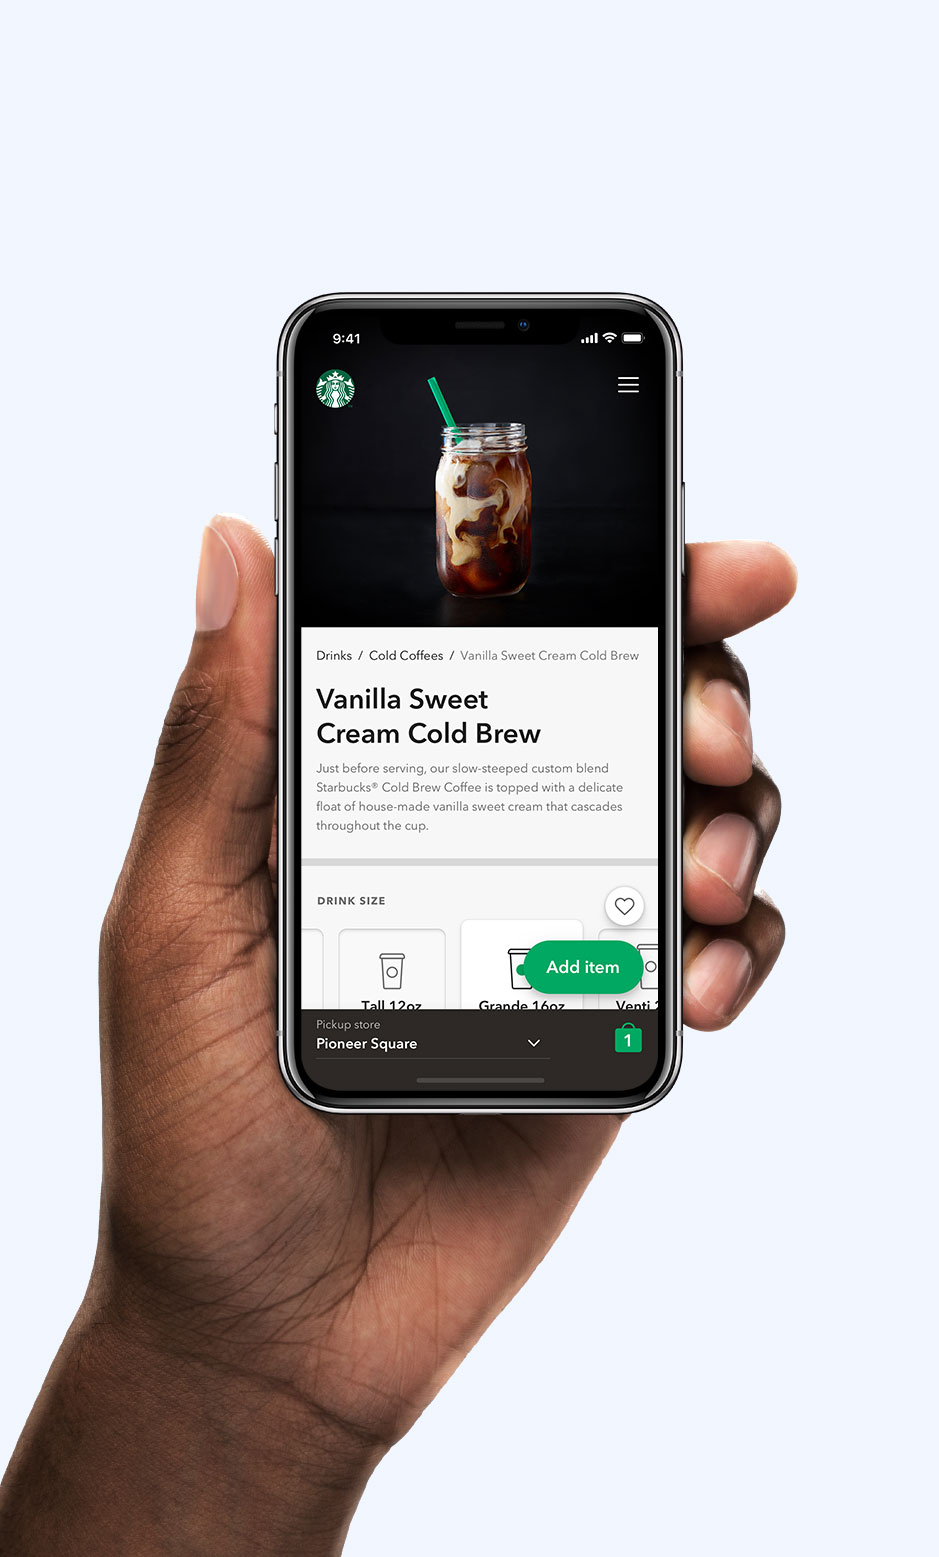 9:41
Drinks / Cold Coffees / Vanilla Sweet Cream Cold Brew
Vanilla Sweet
Cream Cold Brew
Just before serving, our slow-steeped custom blend
Starbucks® Cold Brew Coffee is topped with a delicate
float of house-made vanilla sweet cream that cascades
throughout the cup.
DRINK SIZE
Add item
Tall 12oz Grande 16oz Venti
Pickup store
Pioneer Square
1